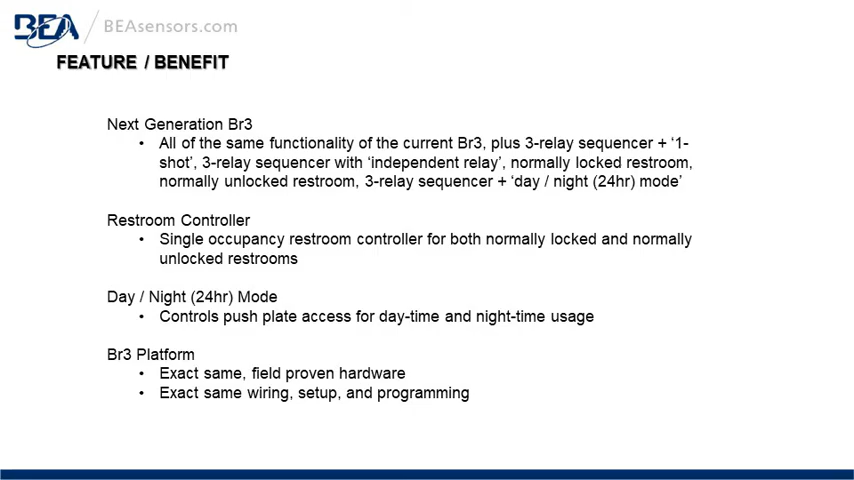 BEA BEAsensors.com
FEATURE / BENEFIT
Next Generation Br3
• All of the same functionality of the current Br3, plus 3-relay sequencer + ‘1-
shot’, 3-relay sequencer with ‘independent relay’, normally locked restroom,
normally unlocked restroom, 3-relay sequencer + ‘day / night (24hr) mode’
Restroom Controller
• Single occupancy restroom controller for both normally locked and normally
unlocked restrooms
Day / Night (24hr) Mode
• Controls push plate access for day-time and night-time usage
Br3 Platform
• Exact same, field proven hardware
• Exact same wiring, setup, and programming